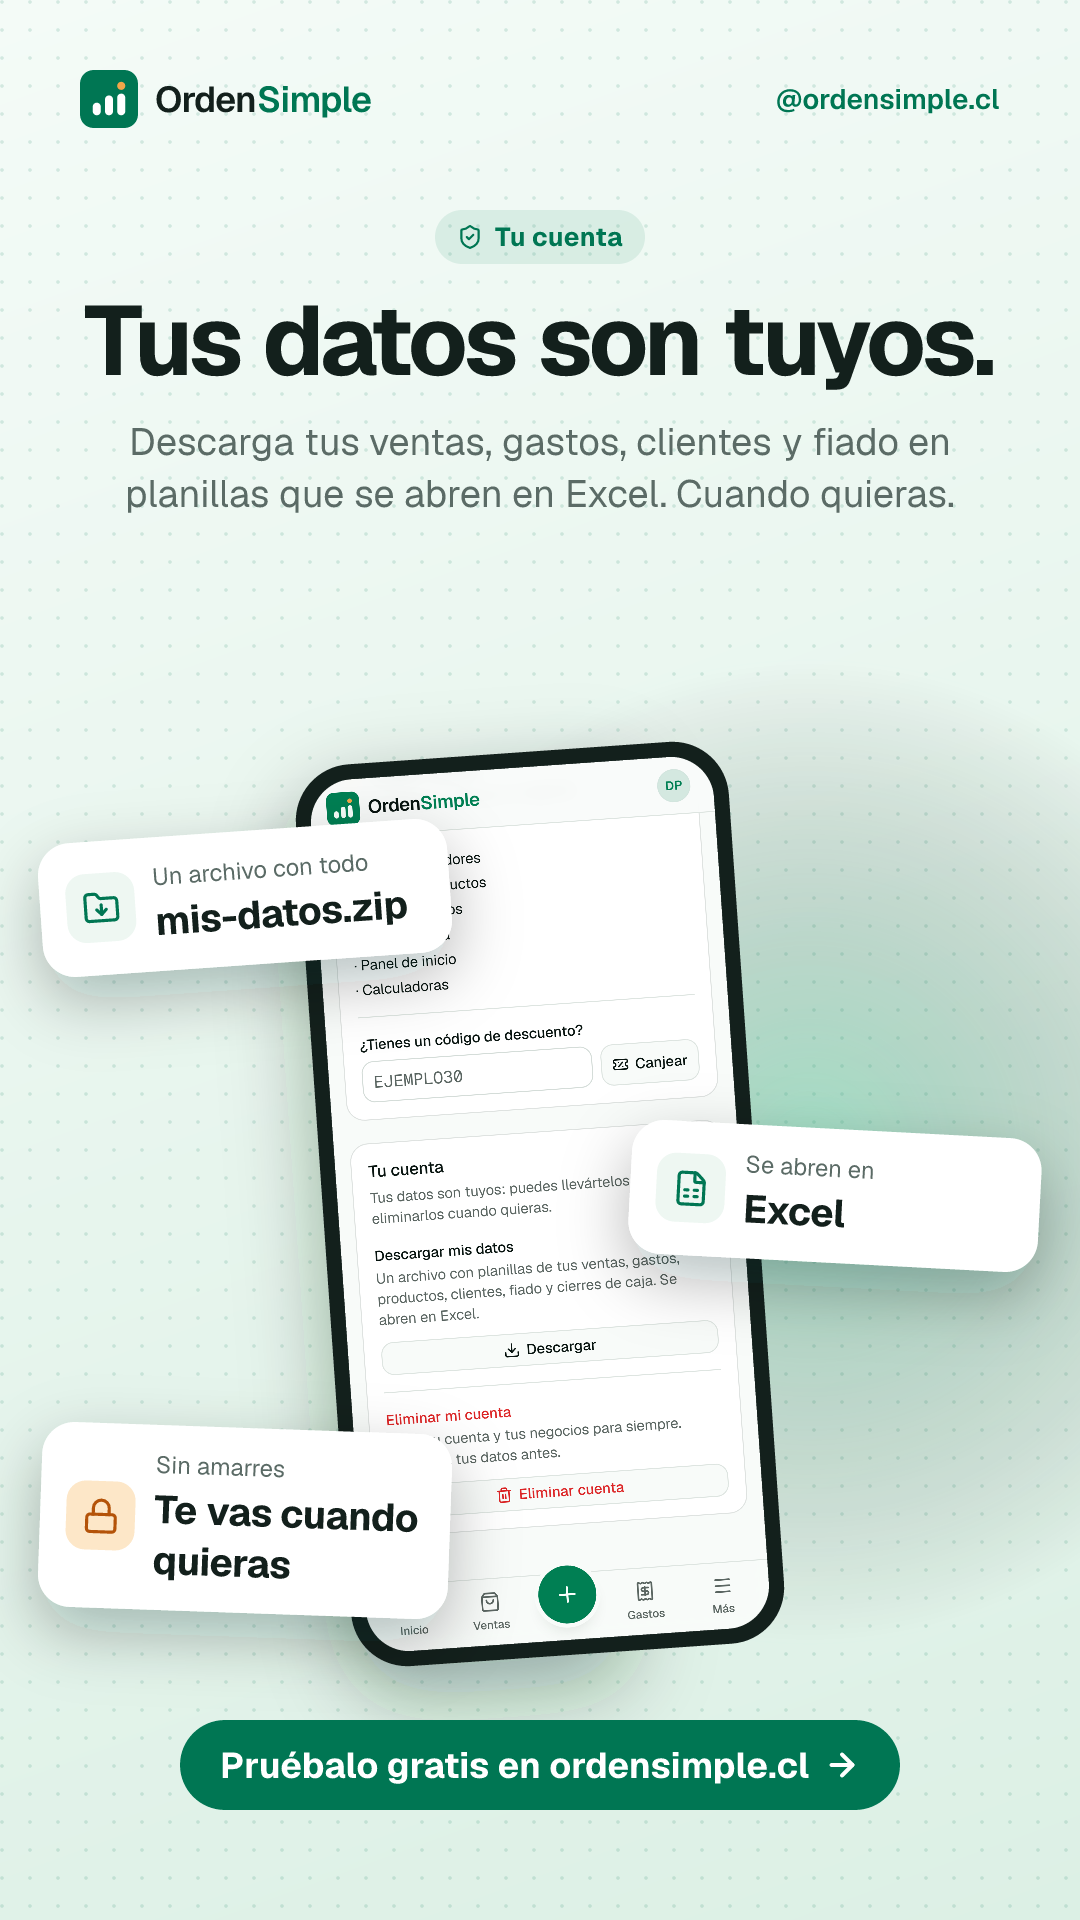 OrdenSimple
@ordensimple.cl
Tu cuenta
Tus datos son tuyos.
Descarga tus ventas, gastos, clientes y fiado en
planillas que se abren en Excel. Cuando quieras.
OrdenSimple
DP
Un archivo con todo
mis-datos.zip
· Panel de inicio
· Calculadoras
¿Tienes un código de descuento?
EJEMPLO30
Canjear
Se abren en
Excel
Tu cuenta
Tus datos son tuyos: puedes llevártelos
eliminarlos cuando quieras.
Descargar mis datos
Un archivo con planillas de tus ventas, gastos,
productos, clientes, fiado y cierres de caja. Se
abren en Excel.
Descargar
Eliminar mi cuenta
cuenta y tus negocios para siempre.
tus datos antes.
Eliminar cuenta
Sin amarres
Te vas cuando
quieras
Inicio
Ventas
Gastos
Más
Pruébalo gratis en ordensimple.cl